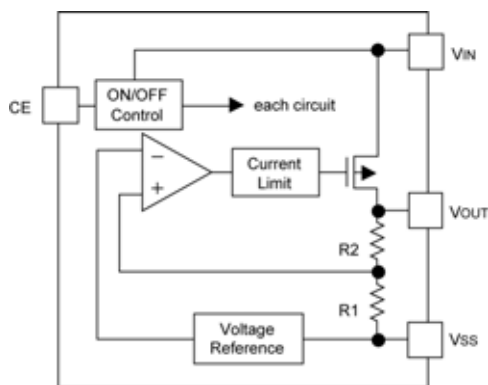 VIN
CE
ON/OFF
Control
each circuit
−
+
Current
Limit
VOUT
R2
R1
Voltage
Reference
VSS